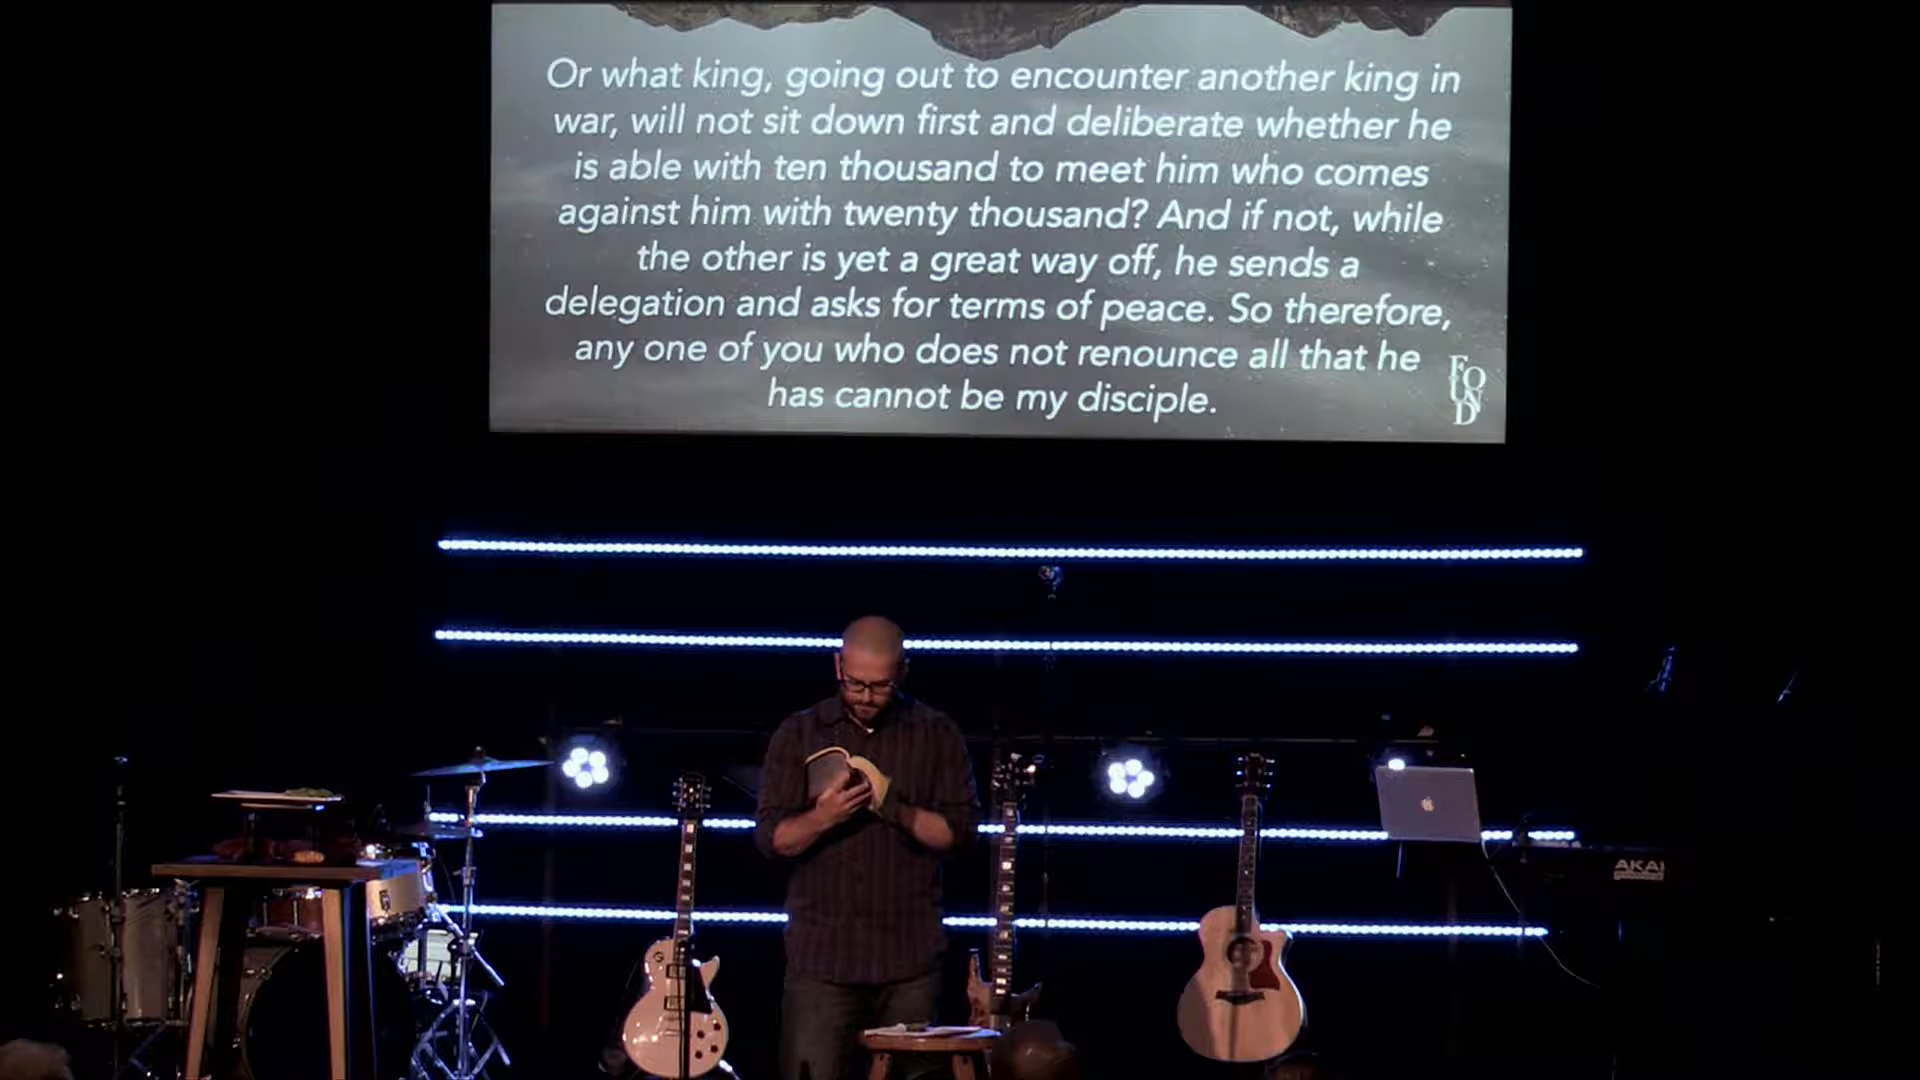 Or what king, going out to encounter another king in
war, will not sit down first and deliberate whether he
is able with ten thousand to meet him who comes
against him with twenty thousand? And if not, while
the other is yet a great way off, he sends a
delegation and asks for terms of peace. So therefore,
any one of you who does not renounce all that he
has cannot be my disciple.
FOUND
AKAI